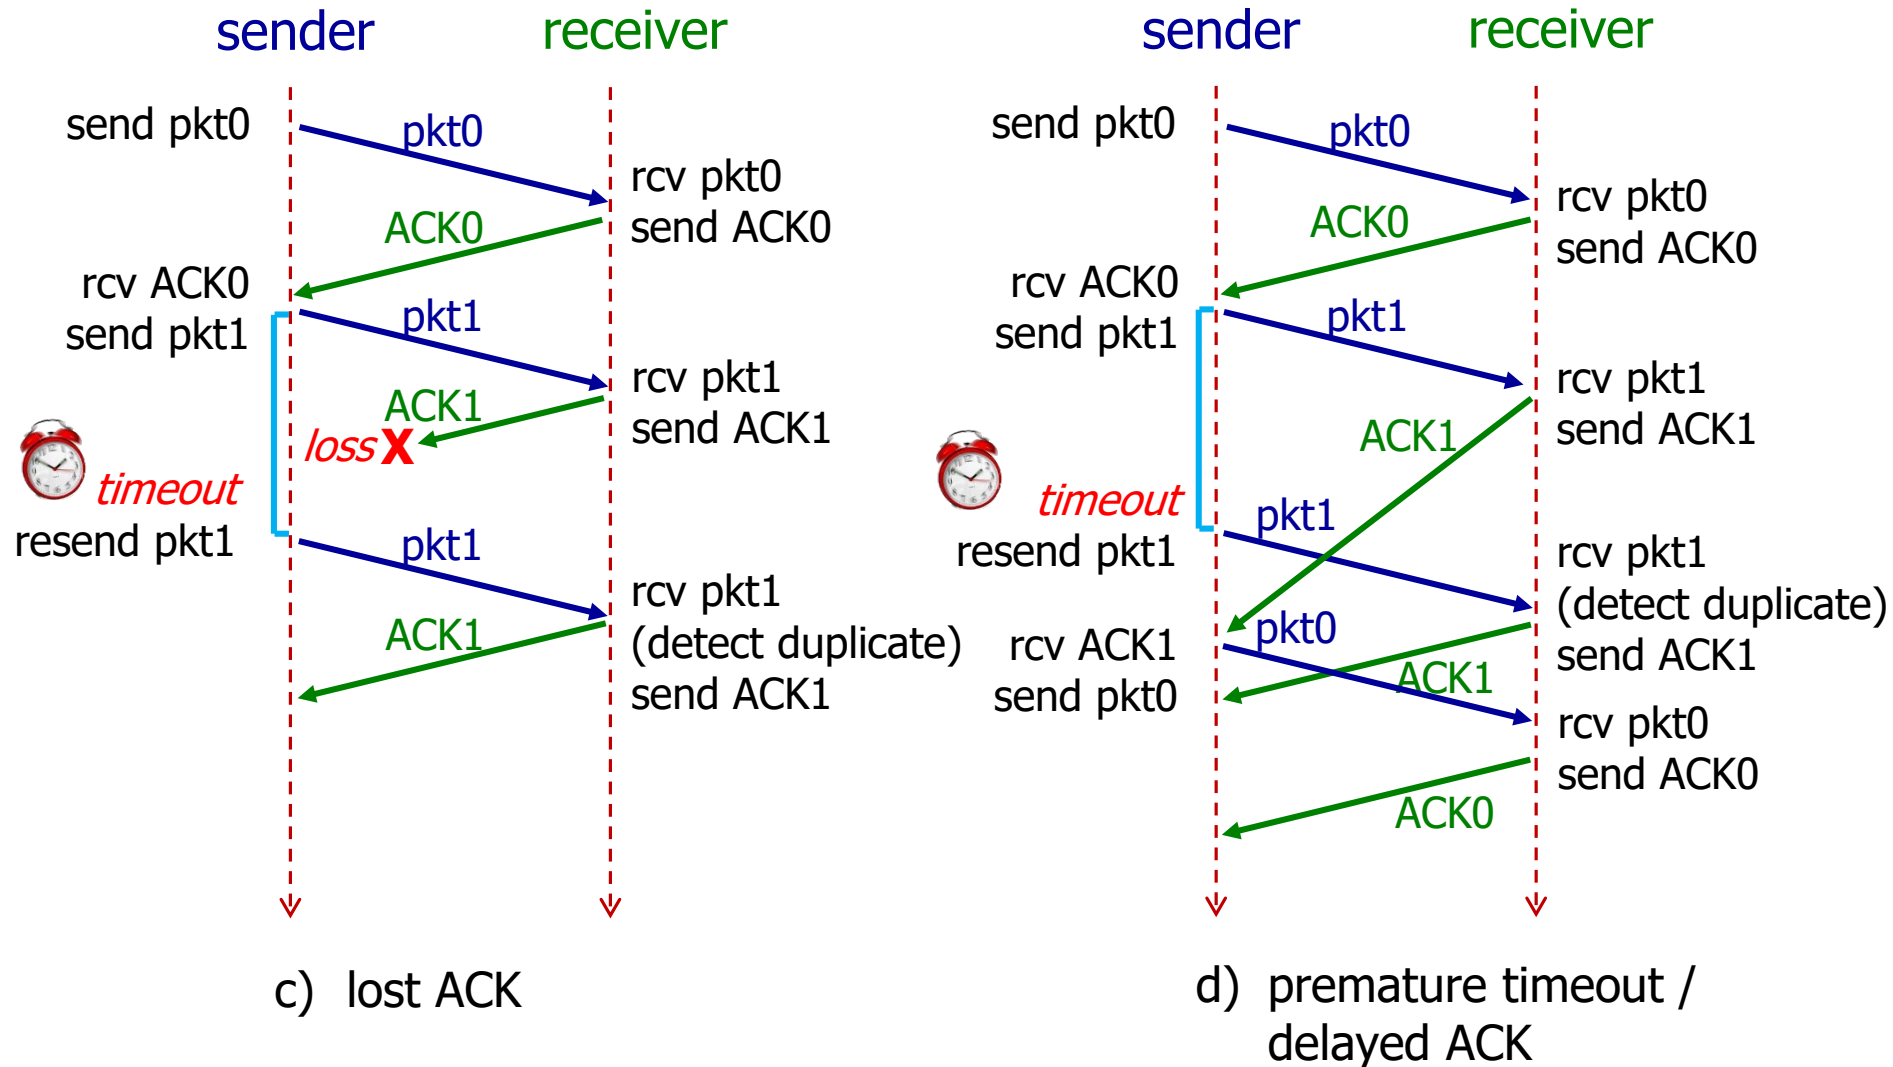 sender
receiver
send pkt0
pkt0
rcv pkt0
send ACK0
ACK0
rcv ACK0
send pkt1
pkt1
rcv pkt1
send ACK1
ACK1
loss X
timeout
resend pkt1
pkt1
rcv pkt1
(detect duplicate)
send ACK1
ACK1
c) lost ACK
sender
receiver
send pkt0
pkt0
rcv pkt0
send ACK0
ACK0
rcv ACK0
send pkt1
pkt1
rcv pkt1
send ACK1
ACK1
timeout
resend pkt1
pkt1
rcv pkt1
(detect duplicate)
send ACK1
rcv ACK1
send pkt0
pkt0
ACK1
rcv pkt0
send ACK0
ACK0
d) premature timeout /
delayed ACK